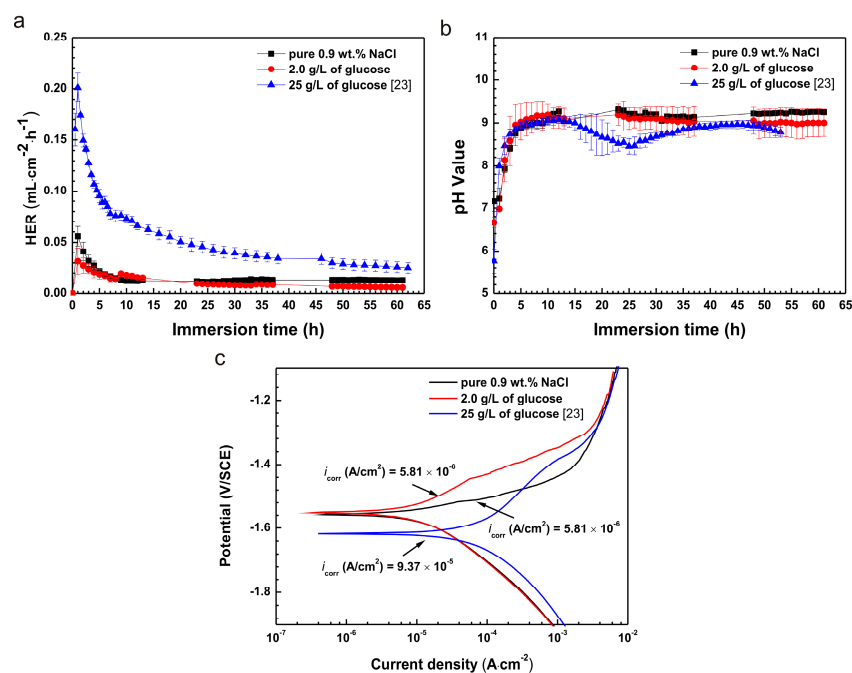 a
HER (mL·cm⁻²·h⁻¹)
0.25
0.20
0.15
0.10
0.05
0.00
pure 0.9 wt.% NaCl
2.0 g/L of glucose
25 g/L of glucose [23]
0 5 10 15 20 25 30 35 40 45 50 55 60 65
Immersion time (h)
b
pH Value
11
10
9
8
7
6
5
pure 0.9 wt.% NaCl
2.0 g/L of glucose
25 g/L of glucose [23]
0 5 10 15 20 25 30 35 40 45 50 55 60 65
Immersion time (h)
c
Potential (V/SCE)
-1.2
-1.4
-1.6
-1.8
pure 0.9 wt.% NaCl
2.0 g/L of glucose
25 g/L of glucose [23]
i corr (A/cm²) = 5.81 × 10⁻⁶
i corr (A/cm²) = 5.81 × 10⁻⁶
i corr (A/cm²) = 9.37 × 10⁻⁵
10⁻⁷ 10⁻⁶ 10⁻⁵ 10⁻⁴ 10⁻³ 10⁻²
Current density (A·cm⁻²)